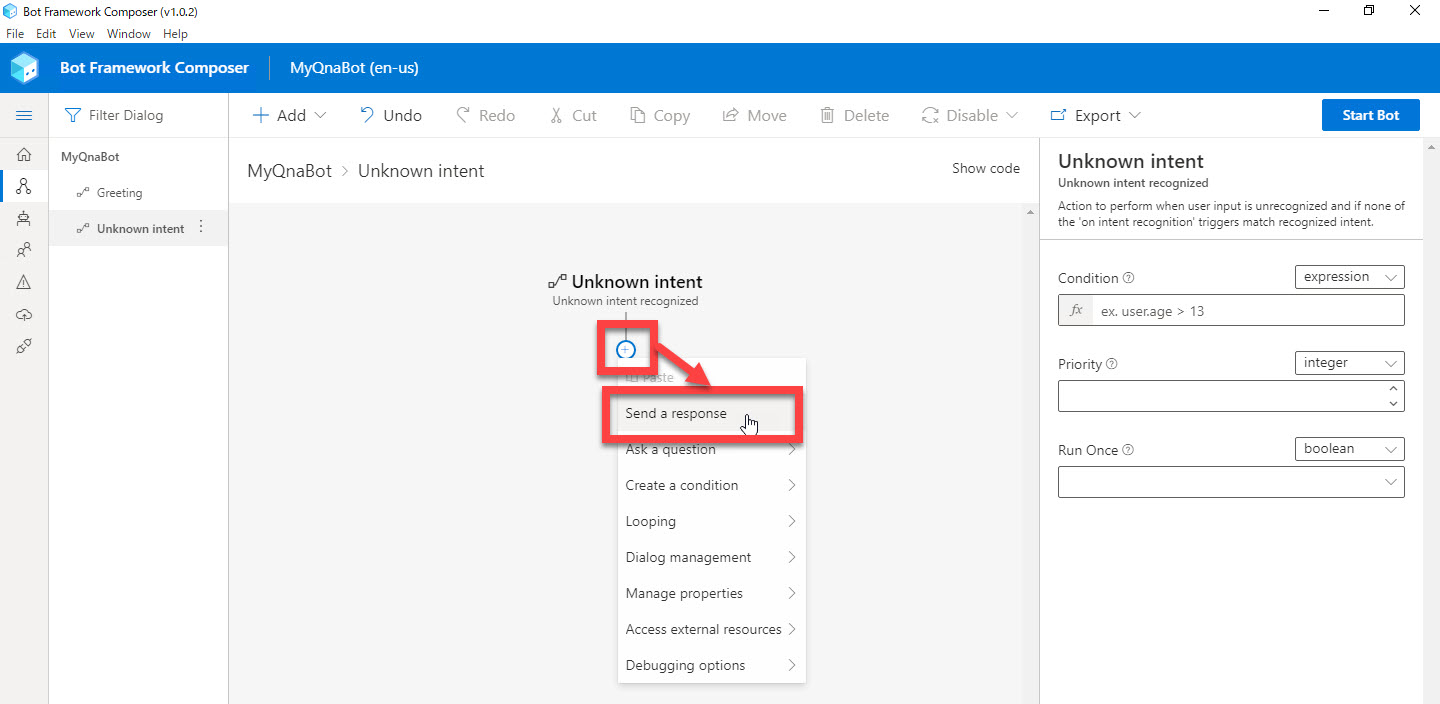 Bot Framework Composer (v1.0.2)
File Edit View Window Help
Bot Framework Composer MyQnaBot (en-us)
Filter Dialog
Add Undo Redo Cut Copy Move Delete Disable Export Start Bot
MyQnaBot
Greeting
Unknown intent
MyQnaBot > Unknown intent
Show code
Unknown intent
Unknown intent recognized
Paste
Send a response
Ask a question
Create a condition
Looping
Dialog management
Manage properties
Access external resources
Debugging options
Unknown intent
Unknown intent recognized
Action to perform when user input is unrecognized and if none of
the 'on intent recognition' triggers match recognized intent.
Condition expression
fx ex. user.age > 13
Priority integer
Run Once boolean